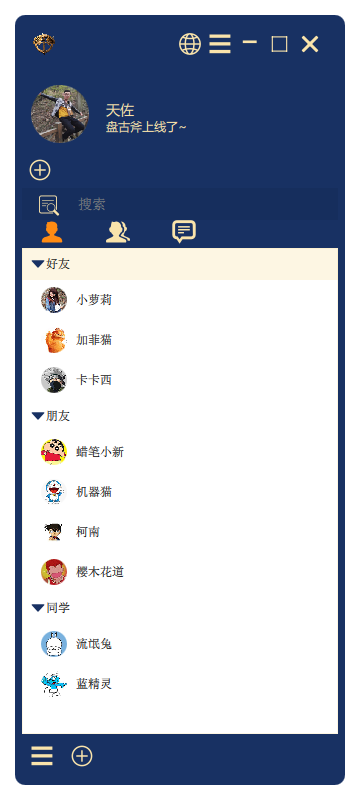 天佐
盘古斧上线了~
搜索
好友
小萝莉
加菲猫
卡卡西
朋友
蜡笔小新
机器猫
柯南
樱木花道
同学
流氓兔
蓝精灵